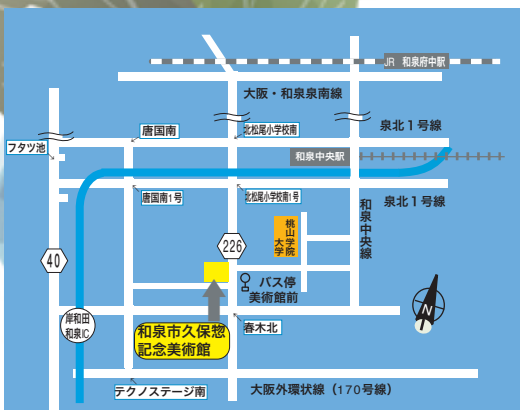 JR 和泉府中駅
大阪・和泉泉南線
唐国南
北松尾小学校南
泉北1号線
フタツ池
和泉中央駅
唐国南1号
北松尾小学校南1号
泉北1号線
和泉中央線
桃山学院大学
226
40
バス停
美術館前
N
岸和田
和泉IC
和泉市久保惣
記念美術館
春木北
テクノステージ南
大阪外環状線（170号線）